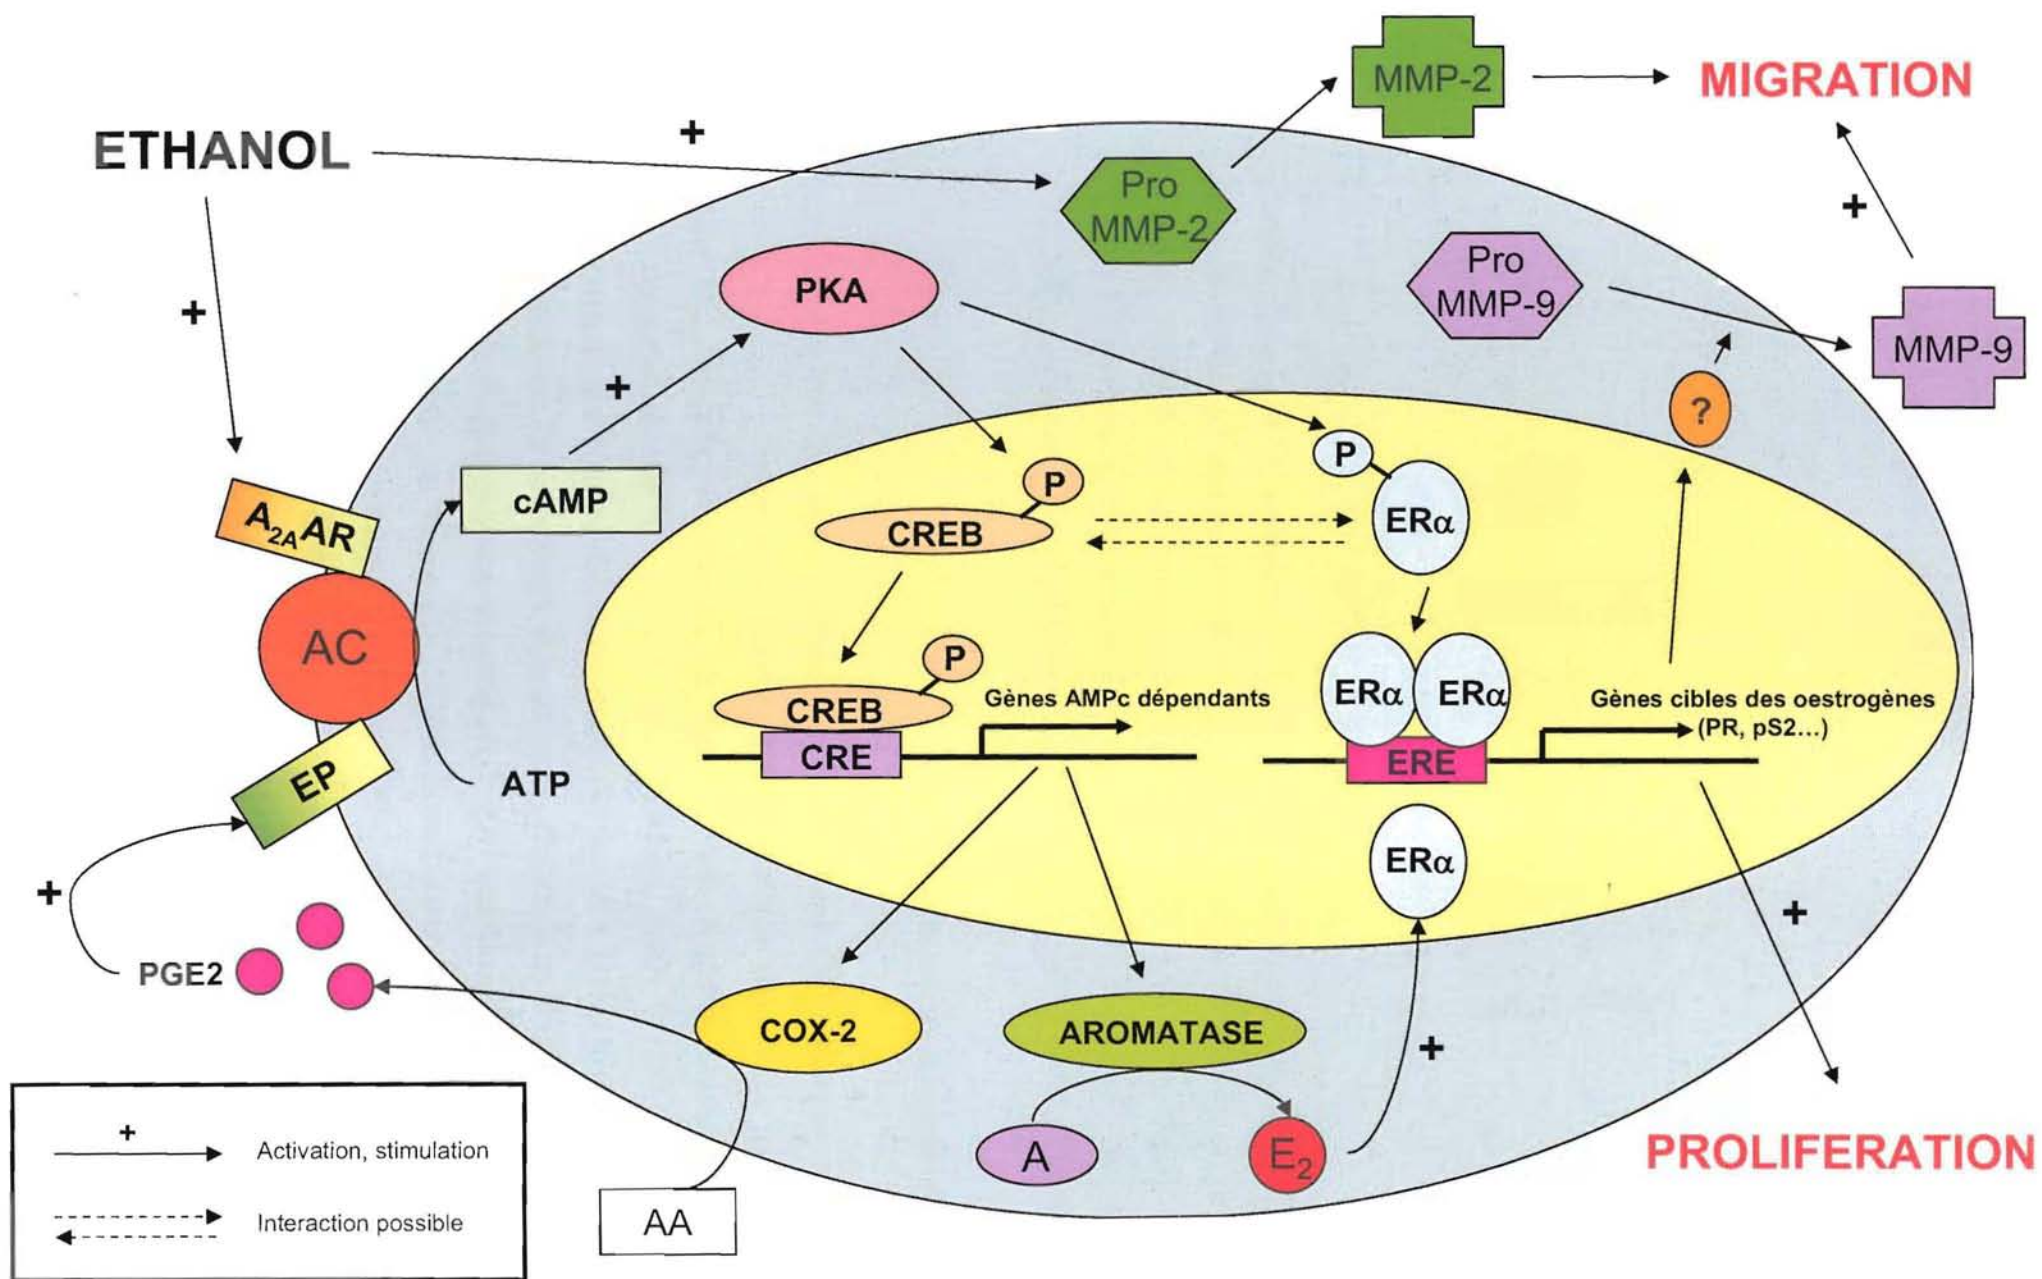 MMP-2
MIGRATION
+
ETHANOL
Pro
MMP-2
+
Pro
MMP-9
PKA
+
MMP-9
+
?
P
P
cAMP
A2A AR
CREB
ERα
AC
P
CREB
Gènes AMPc dépendants
ERα
ERα
Gènes cibles des oestrogènes
(PR, pS2...)
CRE
ERE
EP
ATP
ERα
+
+
PGE2
COX-2
AROMATASE
+
A
E2
PROLIFERATION
AA
+
Activation, stimulation
Interaction possible